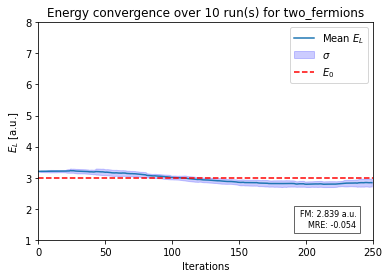 Energy convergence over 10 run(s) for two_fermions
8
7
6
5
4
3
2
1
E_L [a.u.]
Mean E_L
σ
E_0
FM: 2.839 a.u.
MRE: -0.054
0 50 100 150 200 250
Iterations